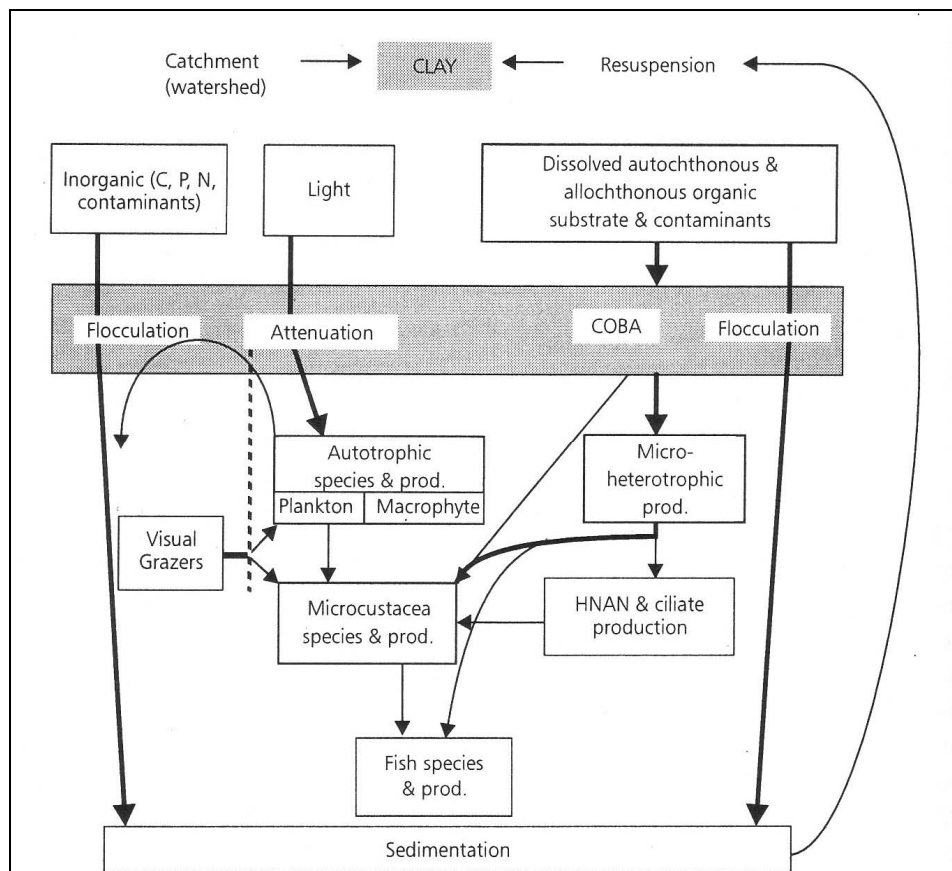 Catchment
(watershed)
CLAY
Resuspension
Inorganic (C, P, N,
contaminants)
Light
Dissolved autochthonous &
allochthonous organic
substrate & contaminants
Flocculation
Attenuation
COBA
Flocculation
Autotrophic
species & prod.
Plankton
Macrophyte
Micro-
heterotrophic
prod.
Visual
Grazers
Microcustacea
species & prod.
HNAN & ciliate
production
Fish species
& prod.
Sedimentation